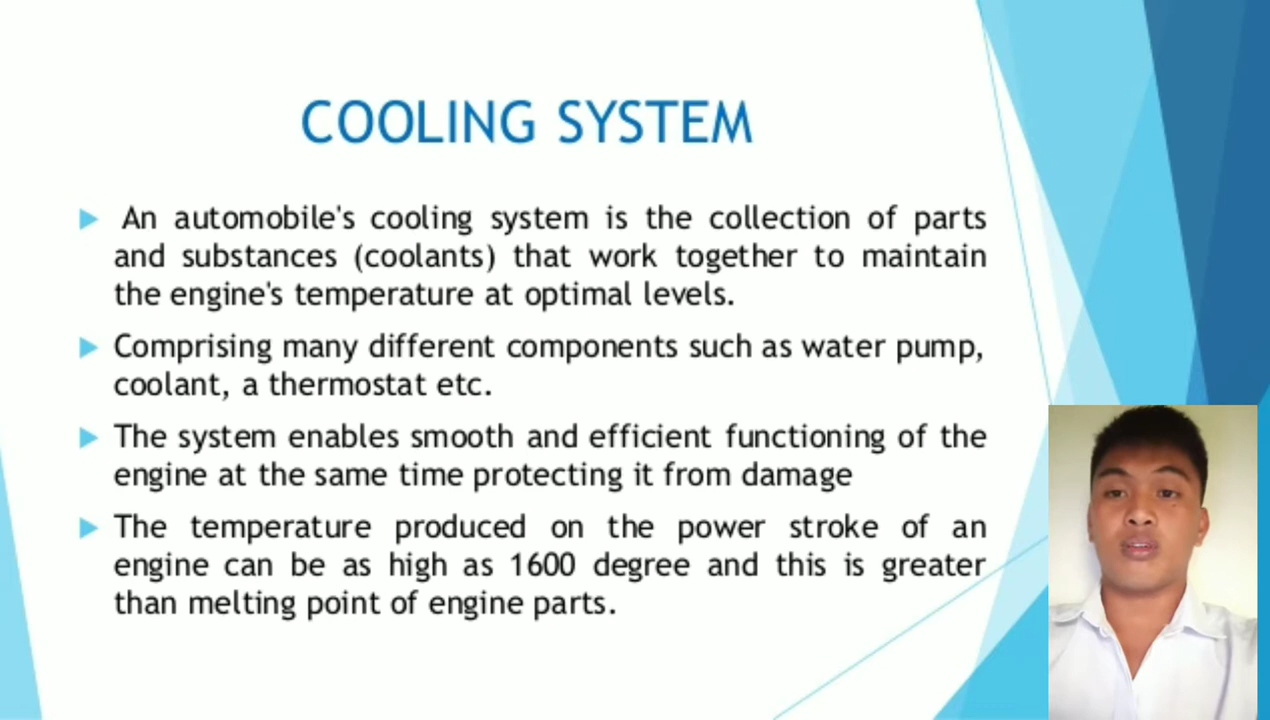 COOLING SYSTEM
An automobile's cooling system is the collection of parts
and substances (coolants) that work together to maintain
the engine's temperature at optimal levels.
Comprising many different components such as water pump,
coolant, a thermostat etc.
The system enables smooth and efficient functioning of the
engine at the same time protecting it from damage
The temperature produced on the power stroke of an
engine can be as high as 1600 degree and this is greater
than melting point of engine parts.